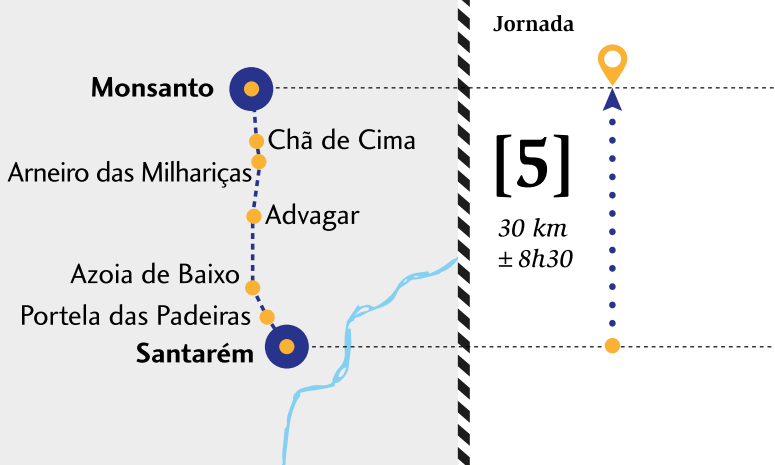 Jornada
Monsanto
Chã de Cima
Arneiro das Milhariças
Advagar
Azoia de Baixo
Portela das Padeiras
Santarém
[5]
30 km
± 8h30